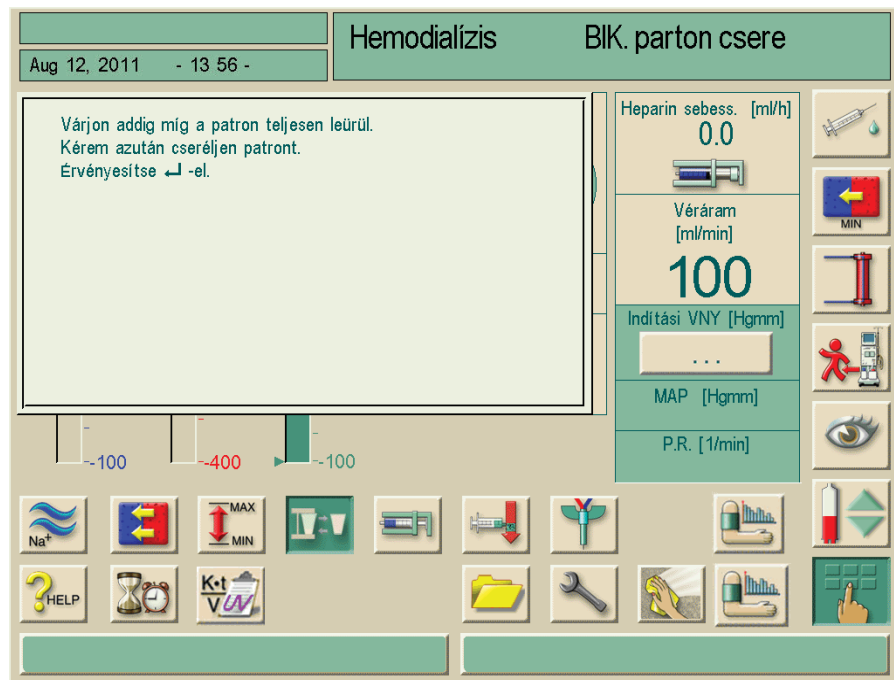 Hemodialízis BIK. parton csere
Aug 12, 2011 - 13 56 -
Várjon addig míg a patron teljesen leürül.
Kérem azután cseréljen patront.
Érvényesítse ↵ -el.
Heparin sebess. [ml/h]
0.0
Véráram
[ml/min]
100
Indítási VNY [Hgmm]
...
MAP [Hgmm]
P.R. [1/min]
MIN
-100
-400
-100
Na+
MAX
MIN
HELP
K•t
V
UV